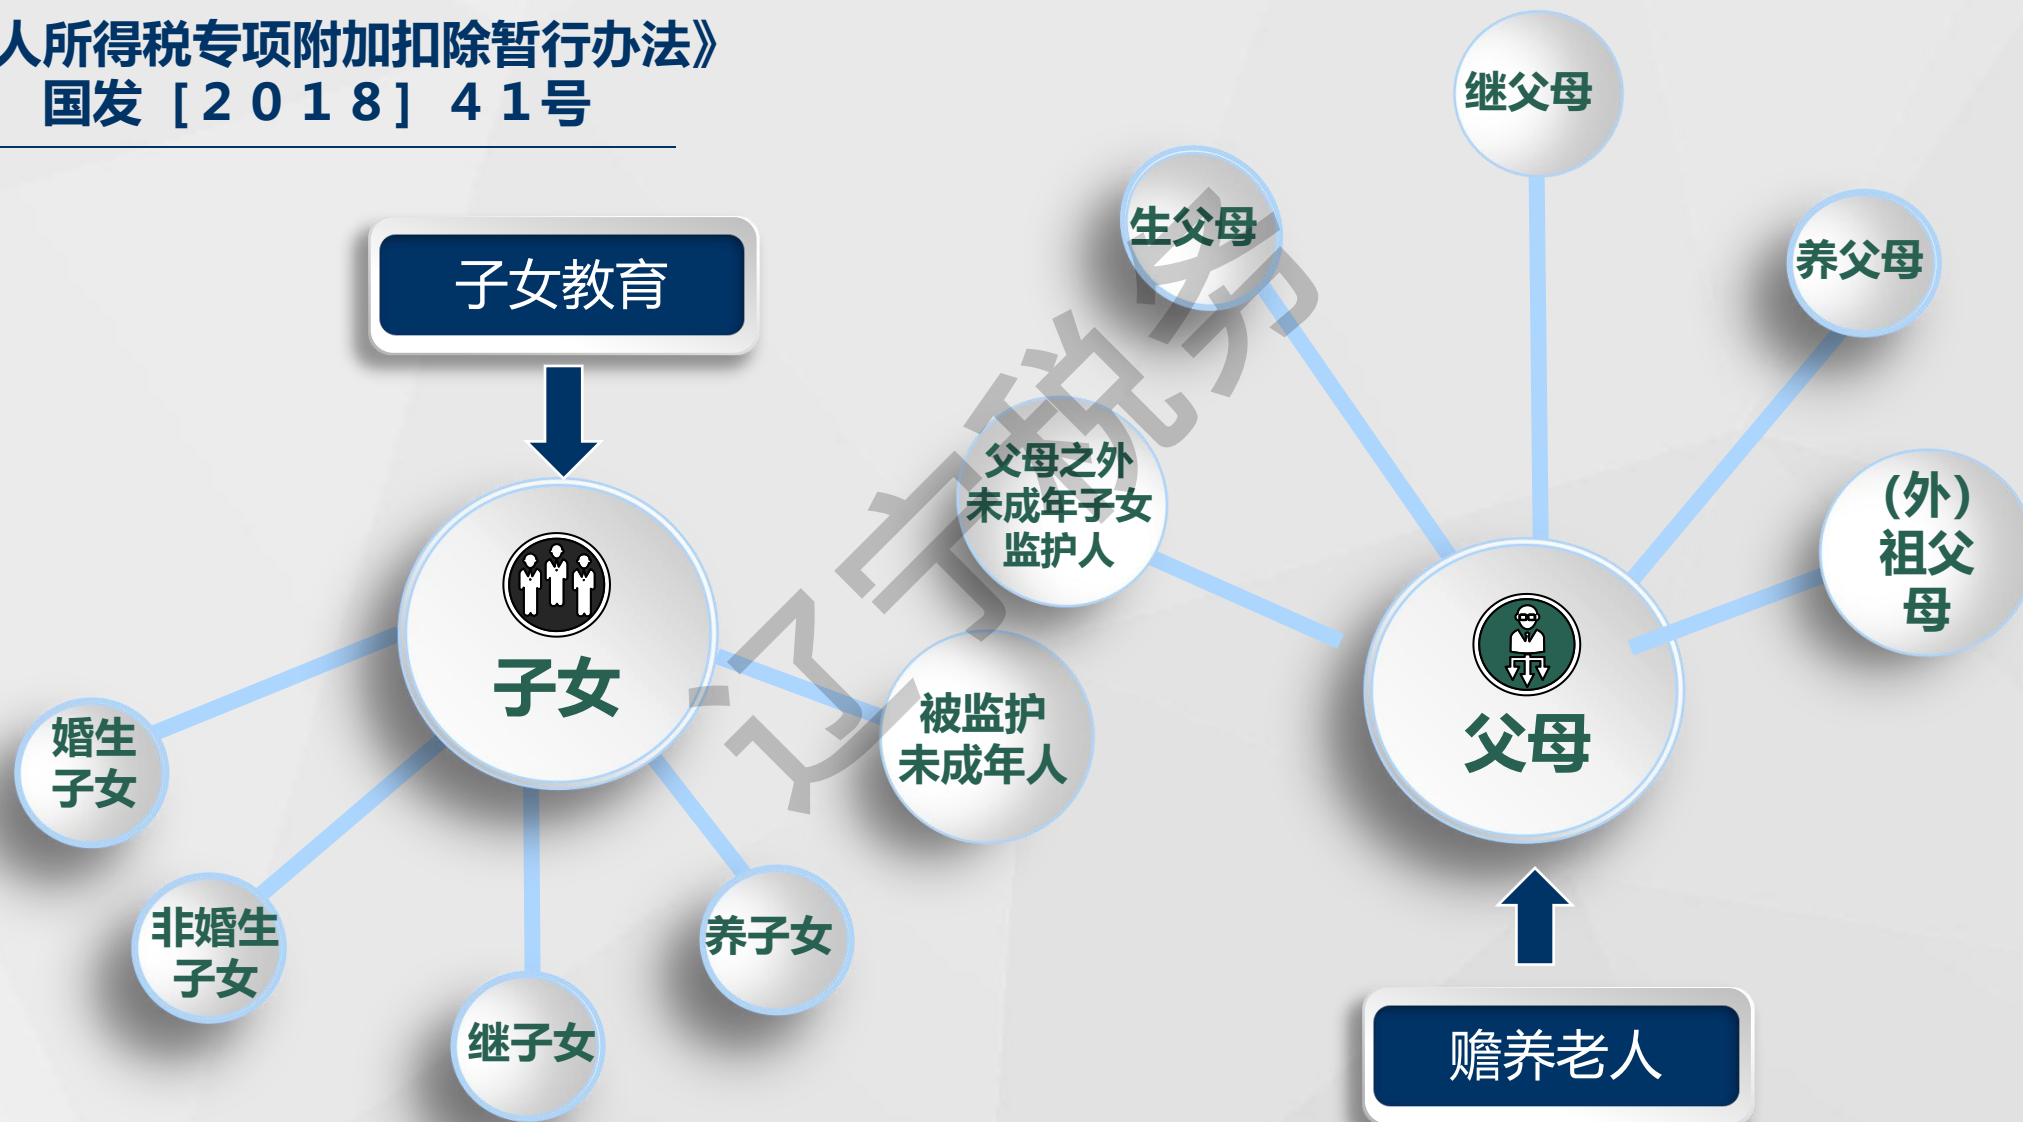 人所得税专项附加扣除暂行办法》
国发［２０１８］４１号
子女教育
子女
婚生
子女
非婚生
子女
继子女
养子女
被监护
未成年人
父母之外
未成年子女
监护人
生父母
继父母
养父母
（外）
祖父
母
父母
赡养老人
辽宁税务